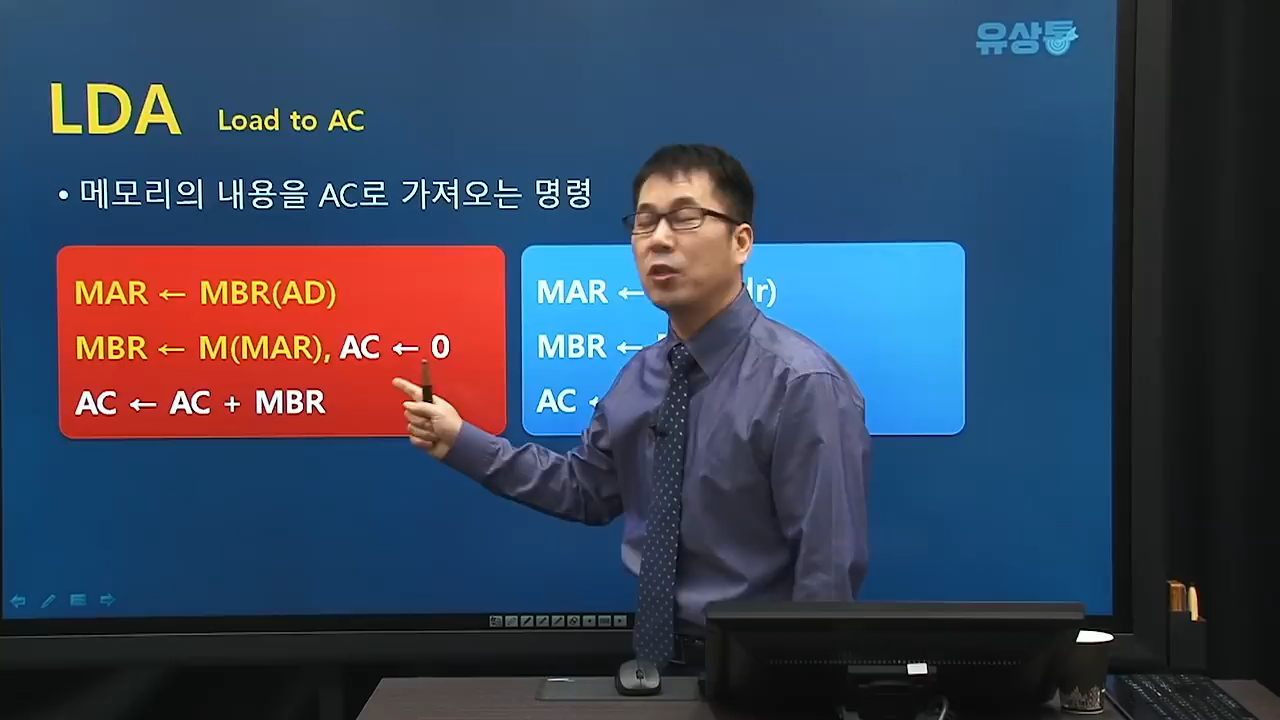 유상통
LDA Load to AC
• 메모리의 내용을 AC로 가져오는 명령
MAR ← MBR(AD)
MBR ← M(MAR), AC ← 0
AC ← AC + MBR
MAR ←
MBR ←
AC